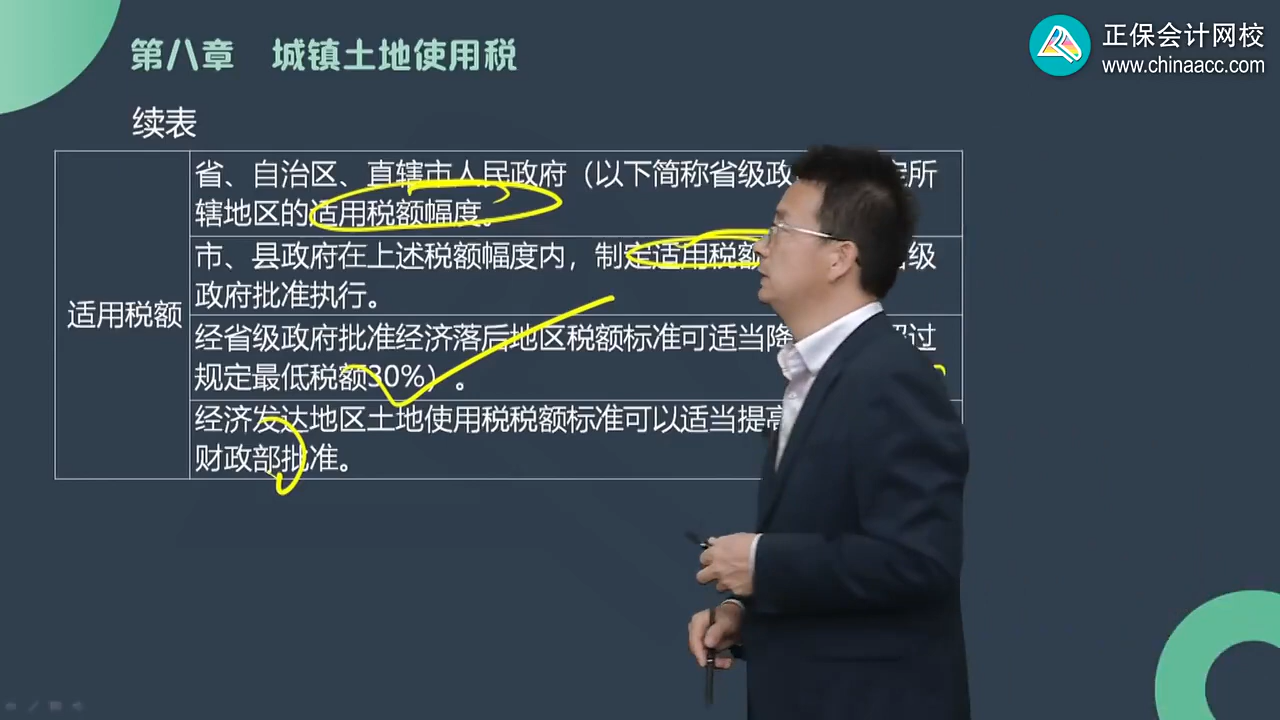 第八章 城镇土地使用税
正保会计网校
www.chinaacc.com
续表
适用税额
省、自治区、直辖市人民政府（以下简称省级政 定所
辖地区的适用税额幅度。
市、县政府在上述税额幅度内，制定适用税额 省级
政府批准执行。
经省级政府批准经济落后地区税额标准可适当降 超过
规定最低税额30%）。
经济发达地区土地使用税税额标准可以适当提高
财政部批准。